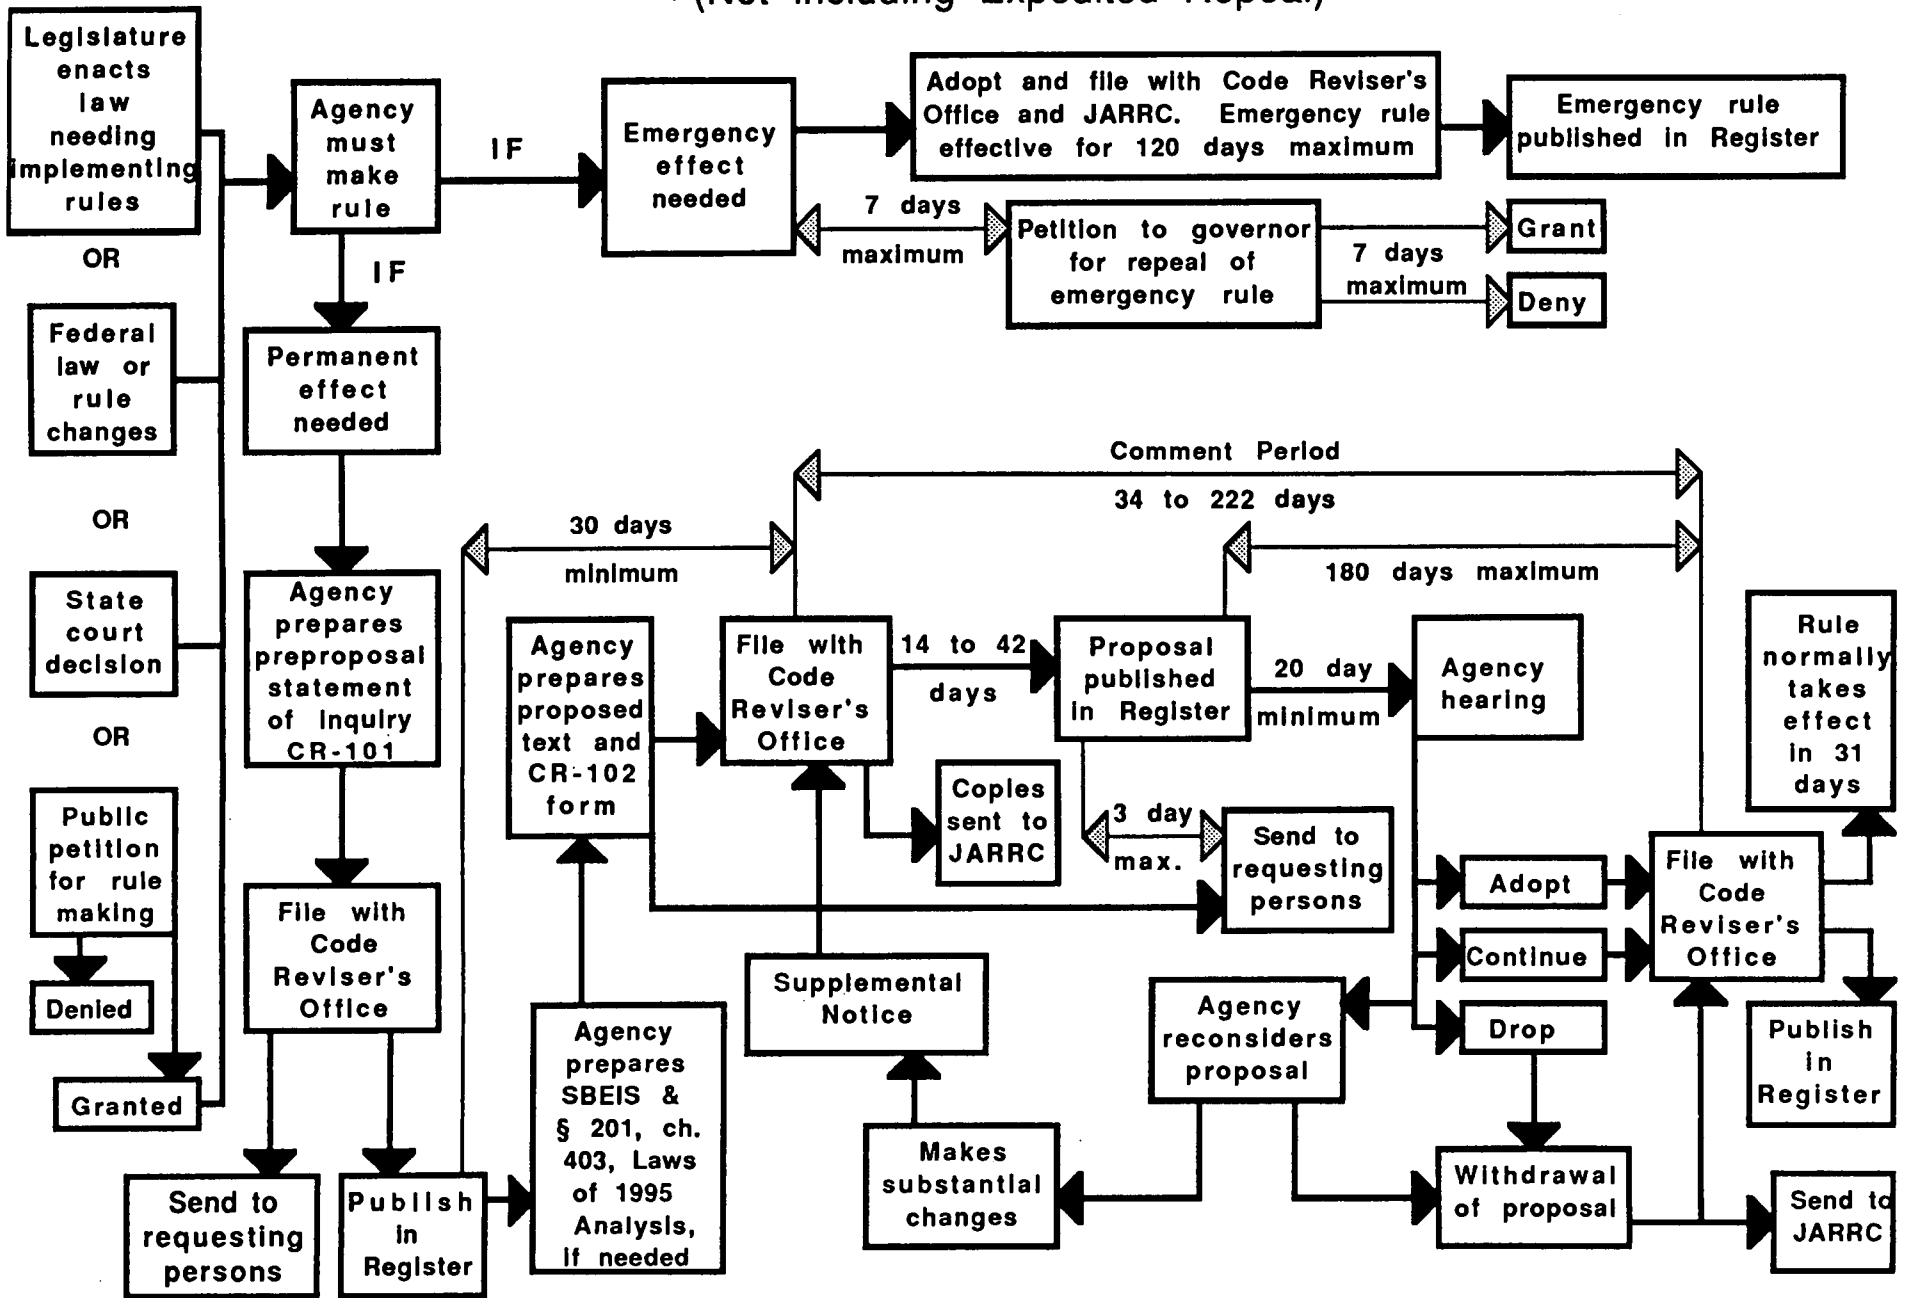 (Not Including Expedited Repeal)
Legislature
enacts
law
needing
implementing
rules
OR
Federal
law or
rule
changes
OR
State
court
decision
OR
Public
petition
for rule
making
Denied
Granted
Agency
must
make
rule
IF
IF
Emergency
effect
needed
Adopt and file with Code Reviser's
Office and JARRC. Emergency rule
effective for 120 days maximum
Emergency rule
published in Register
7 days
maximum
Petition to governor
for repeal of
emergency rule
7 days
maximum
Grant
Deny
Permanent
effect
needed
Agency
prepares
preproposal
statement
of Inquiry
CR-101
File with
Code
Reviser's
Office
Send to
requesting
persons
Publish
in
Register
30 days
minimum
Agency
prepares
SBEIS &
§ 201, ch.
403, Laws
of 1995
Analysis,
if needed
Agency
prepares
proposed
text and
CR-102
form
File with
Code
Reviser's
Office
Comment Period
34 to 222 days
180 days maximum
14 to 42
days
Proposal
published
in Register
20 day
minimum
Agency
hearing
Copies
sent to
JARRC
3 day
max.
Send to
requesting
persons
Supplemental
Notice
Makes
substantial
changes
Agency
reconsiders
proposal
Adopt
Continue
Drop
Withdrawal
of proposal
File with
Code
Reviser's
Office
Rule
normally
takes
effect
in 31
days
Publish
in
Register
Send to
JARRC